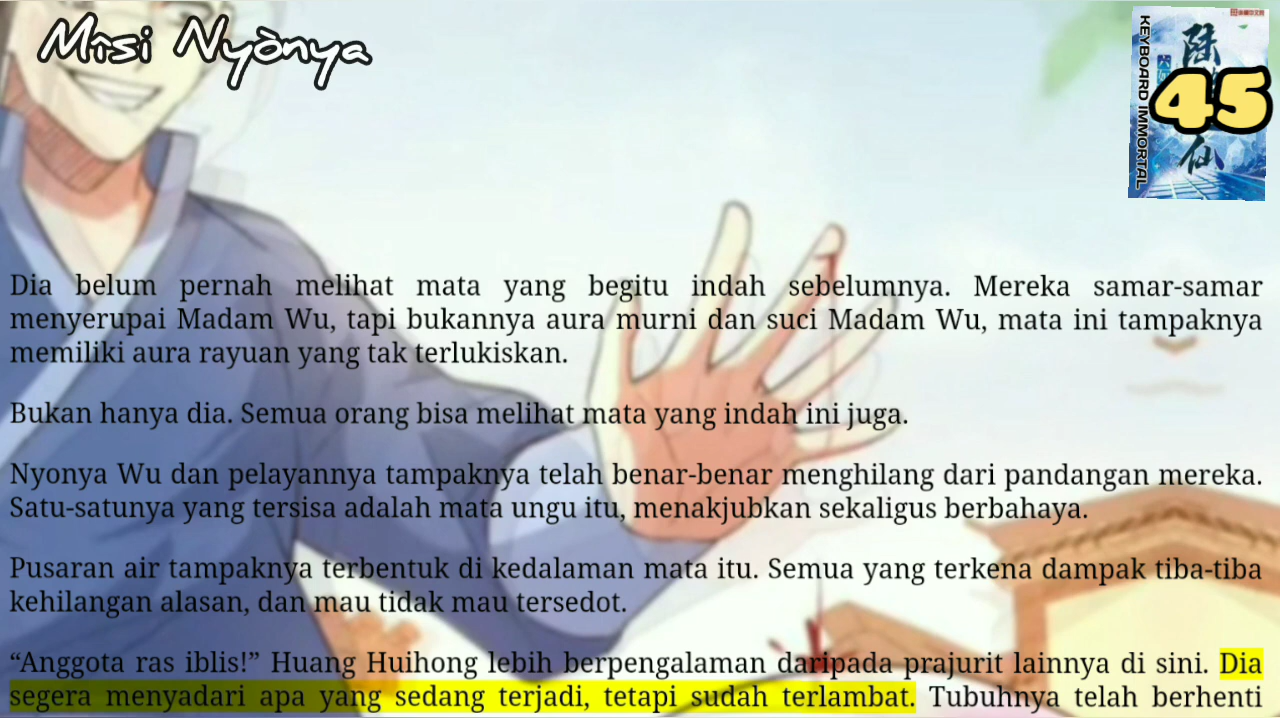 Mîsi Nyònya
KEYBOARD IMMORTAL
45
Dia belum pernah melihat mata yang begitu indah sebelumnya. Mereka samar-samar
menyerupai Madam Wu, tapi bukannya aura murni dan suci Madam Wu, mata ini tampaknya
memiliki aura rayuan yang tak terlukiskan.
Bukan hanya dia. Semua orang bisa melihat mata yang indah ini juga.
Nyonya Wu dan pelayannya tampaknya telah benar-benar menghilang dari pandangan mereka.
Satu-satunya yang tersisa adalah mata ungu itu, menakjubkan sekaligus berbahaya.
Pusaran air tampaknya terbentuk di kedalaman mata itu. Semua yang terkena dampak tiba-tiba
kehilangan alasan, dan mau tidak mau tersedot.
“Anggota ras iblis!” Huang Huihong lebih berpengalaman daripada prajurit lainnya di sini. Dia
segera menyadari apa yang sedang terjadi, tetapi sudah terlambat. Tubuhnya telah berhenti